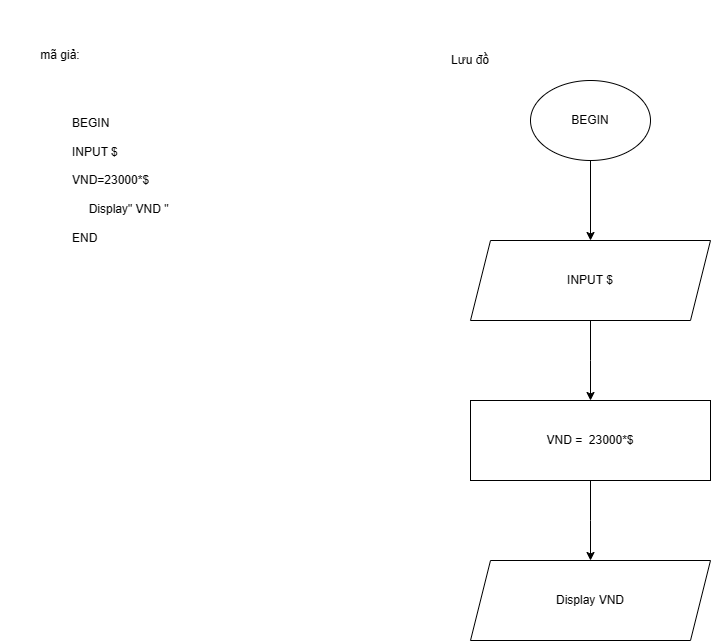 mã giả:
BEGIN
INPUT $
VND=23000*$
Display" VND "
END
Lưu đồ
BEGIN
INPUT $
VND = 23000*$
Display VND